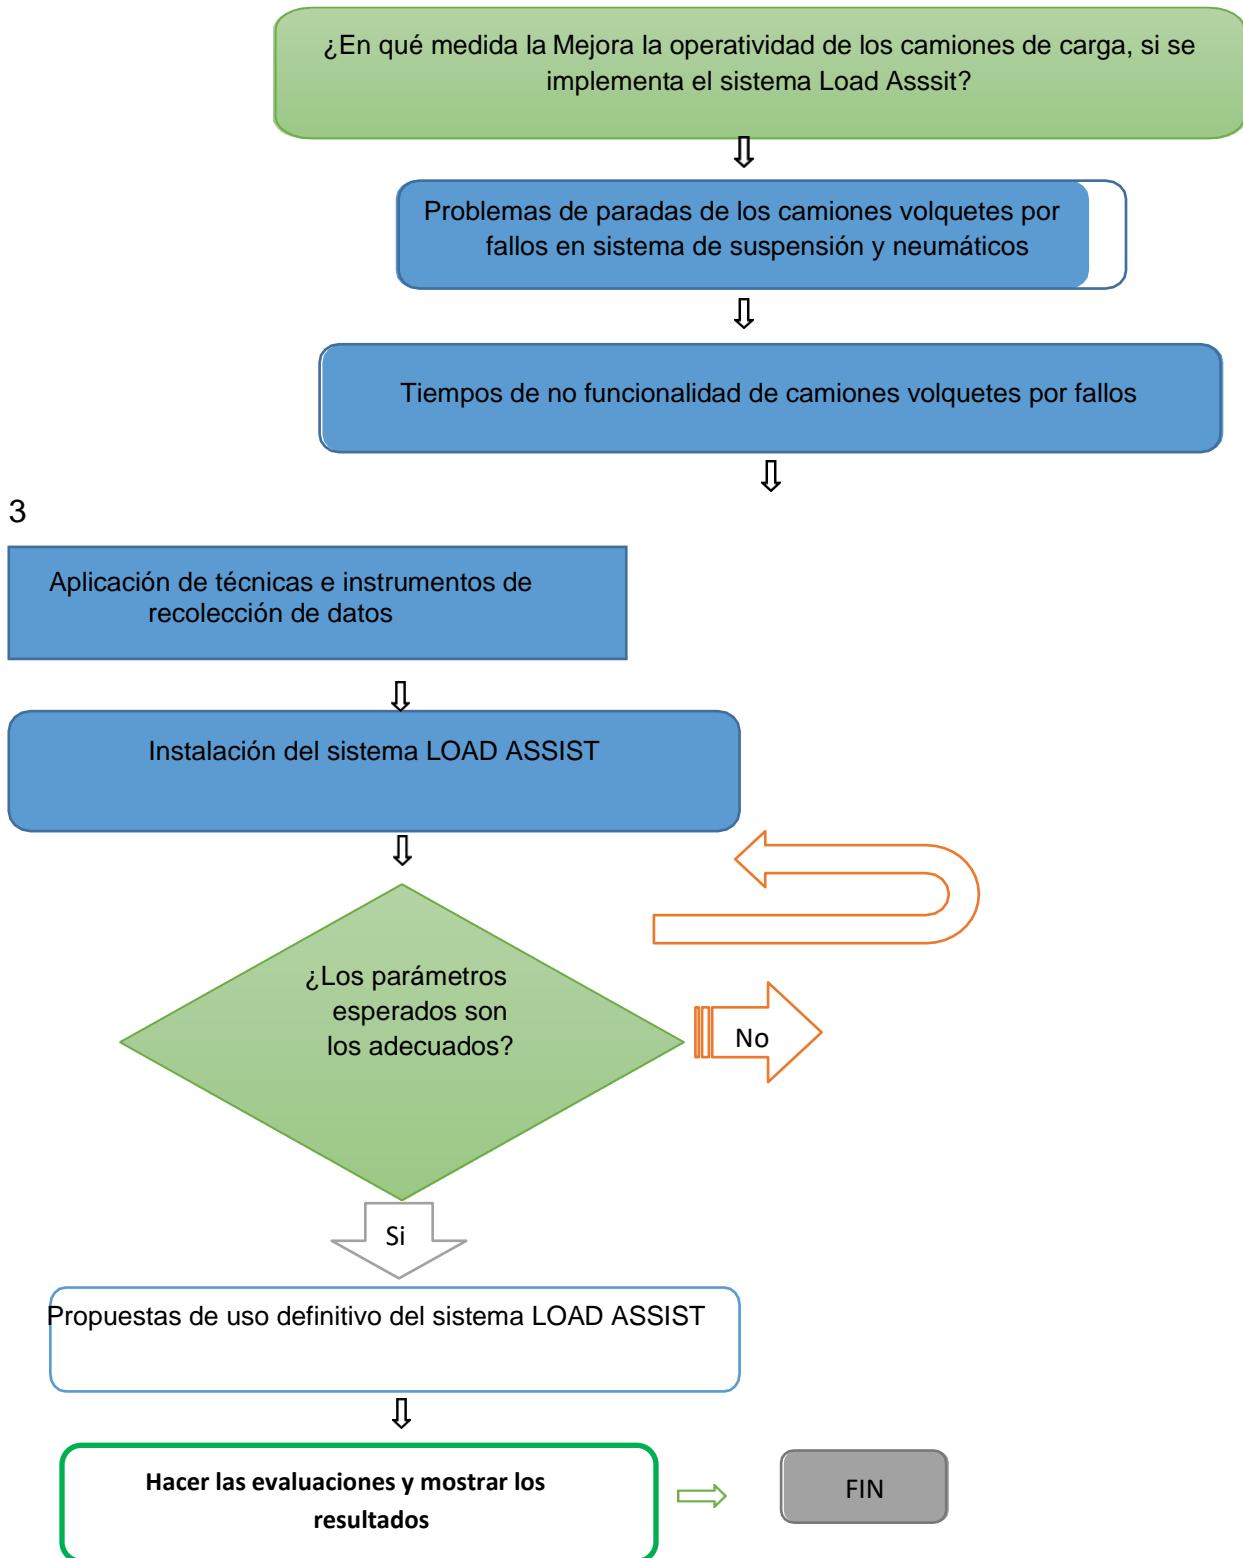 ¿En qué medida la Mejora la operatividad de los camiones de carga, si se
implementa el sistema Load Asssit?
Problemas de paradas de los camiones volquetes por
fallos en sistema de suspensión y neumáticos
Tiempos de no funcionalidad de camiones volquetes por fallos
3
Aplicación de técnicas e instrumentos de
recolección de datos
Instalación del sistema LOAD ASSIST
¿Los parámetros
esperados son
los adecuados?
No
Si
Propuestas de uso definitivo del sistema LOAD ASSIST
Hacer las evaluaciones y mostrar los
resultados
FIN